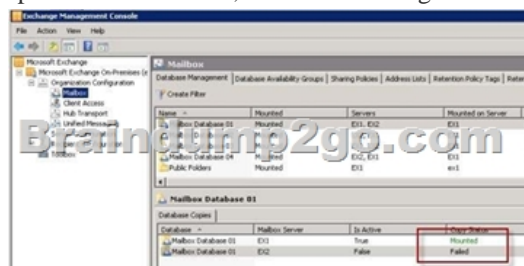 Exchange Management Console
File Action View Help
Microsoft Exchange
Microsoft Exchange On-Premises (e
Organization Configuration
Mailbox
Client Access
Hub Transport
Unified Messaging
Toolbox
Mailbox
Database Management Database Availability Groups Sharing Policies Address Lists Retention Policy Tags
Create Filter
Name Mounted Servers Mounted on Server
Mailbox Database 01 Mounted EX1, EX2 EX1
Mailbox Database 04 Mounted EX2, EX1 EX1
Public Folders Mounted EX1 ex1
Braindump2go.com
Mailbox Database 01
Database Copies
Database Mailbox Server Is Active Copy Status
Mailbox Database 01 EX1 True Mounted
Mailbox Database 01 EX2 False Failed